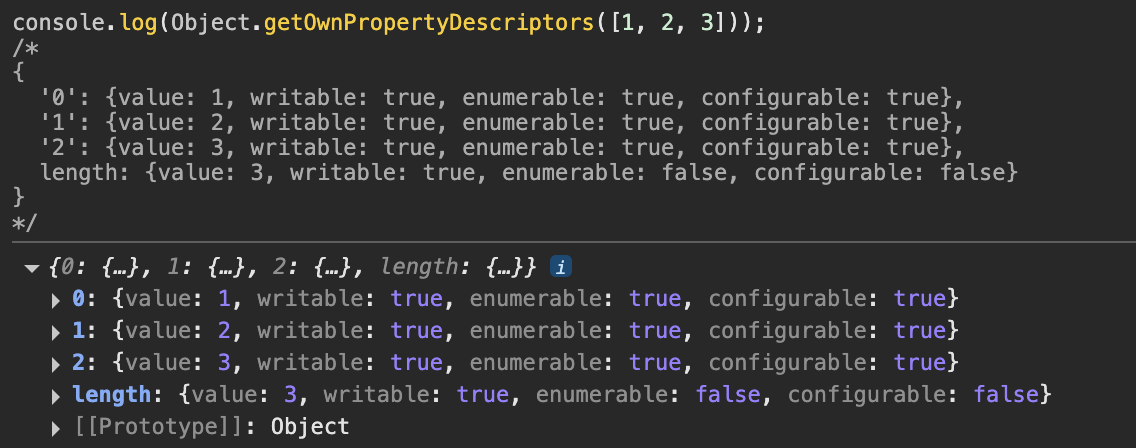 console.log(Object.getOwnPropertyDescriptors([1, 2, 3]));
/*
{
  '0': {value: 1, writable: true, enumerable: true, configurable: true},
  '1': {value: 2, writable: true, enumerable: true, configurable: true},
  '2': {value: 3, writable: true, enumerable: true, configurable: true},
  length: {value: 3, writable: true, enumerable: false, configurable: false}
}
*/
▼ {0: {…}, 1: {…}, 2: {…}, length: {…}} i
▶ 0: {value: 1, writable: true, enumerable: true, configurable: true}
▶ 1: {value: 2, writable: true, enumerable: true, configurable: true}
▶ 2: {value: 3, writable: true, enumerable: true, configurable: true}
▶ length: {value: 3, writable: true, enumerable: false, configurable: false}
▶ [[Prototype]]: Object